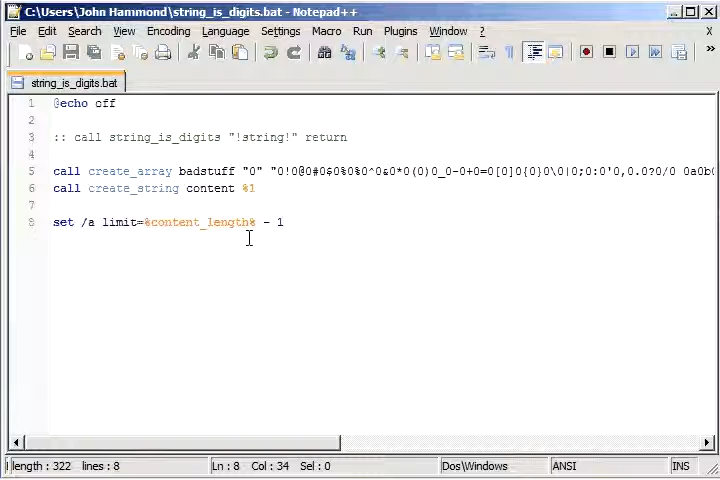 C:\Users\John Hammond\string_is_digits.bat - Notepad++
File Edit Search View Encoding Language Settings Macro Run Plugins Window ? X
string_is_digits.bat
1 @echo off
2
3 :: call string_is_digits "!string!" return
4
5 call create_array badstuff "0" "0!0@0#0$0%0%0^0&0*0(0)0_0-0+0=0[0]0{0}0\0|0;0:0'0,0.0?0/0 0a0b0
6 call create_string content %1
7
8 set /a limit=%content_length% - 1
length : 322 lines : 8 Ln : 8 Col : 34 Sel : 0 Dos\Windows ANSI INS